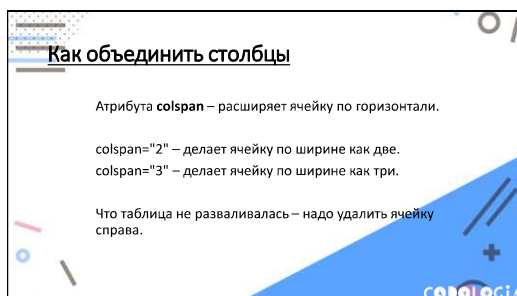 Как объединить столбцы
Атрибута colspan – расширяет ячейку по горизонтали.
colspan="2" – делает ячейку по ширине как две.
colspan="3" – делает ячейку по ширине как три.
Что таблица не разваливалась – надо удалить ячейку
справа.
CODOLOGiA